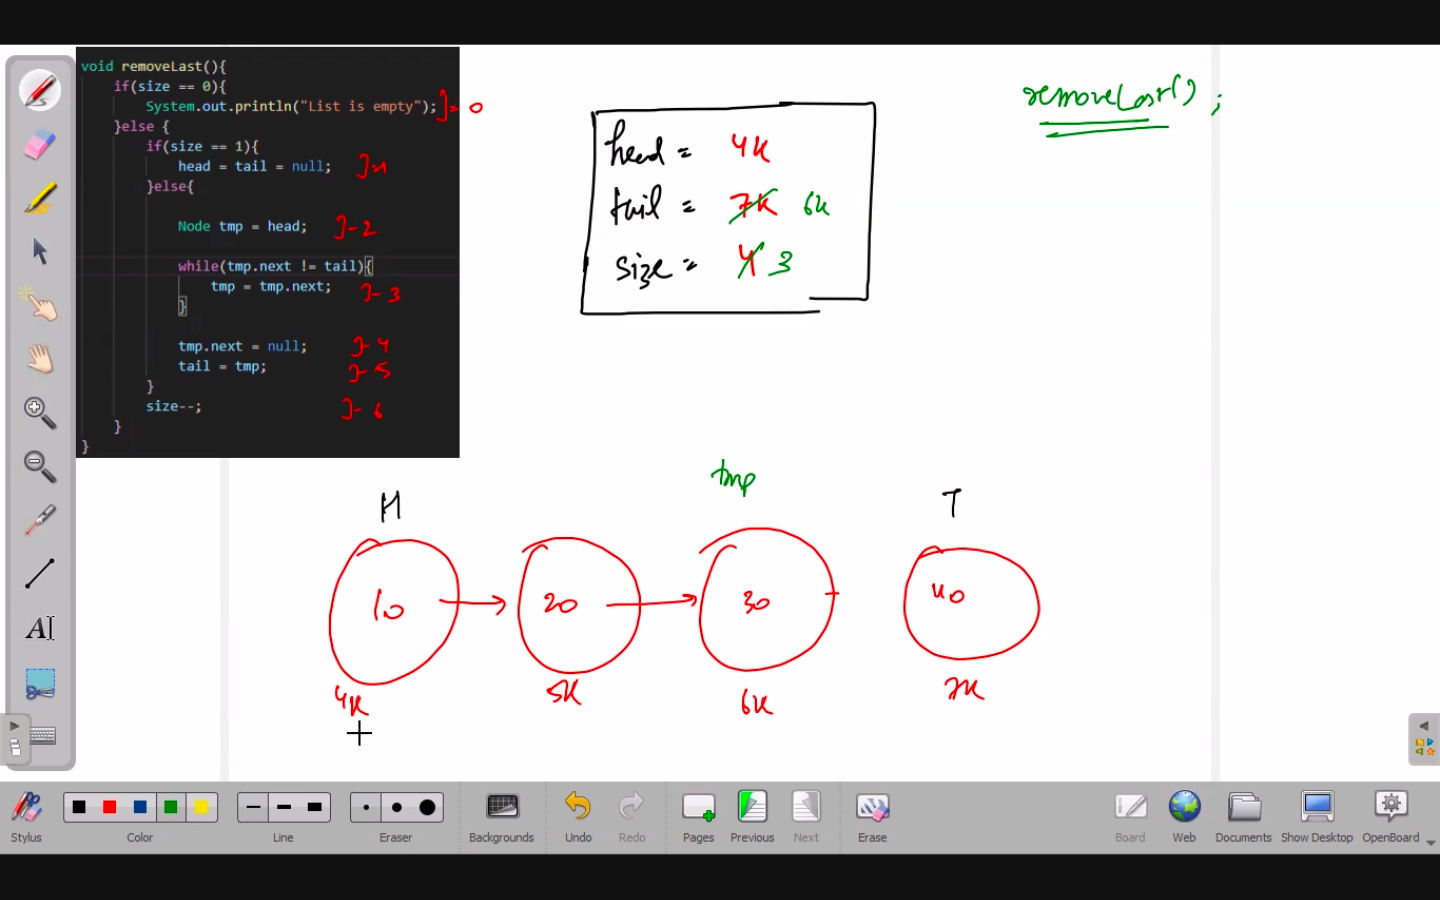 void removeLast(){
if(size == 0){
System.out.println("List is empty"); ]= 0
}else {
if(size == 1){
head = tail = null; ]-1
}else{
Node tmp = head; ]-2
while(tmp.next != tail){
tmp = tmp.next; ]-3
}
tmp.next = null; ]-4
tail = tmp; ]-5
}
size--; ]-6
}
}
head = 4K
tail = 7K 6K
size = 4 3
removeLast();
tmp
H T
10 20 30 40
4K 5K 6K 7K
Stylus Color Line Eraser Backgrounds Undo Redo Pages Previous Next Erase Board Web Documents Show Desktop OpenBoard